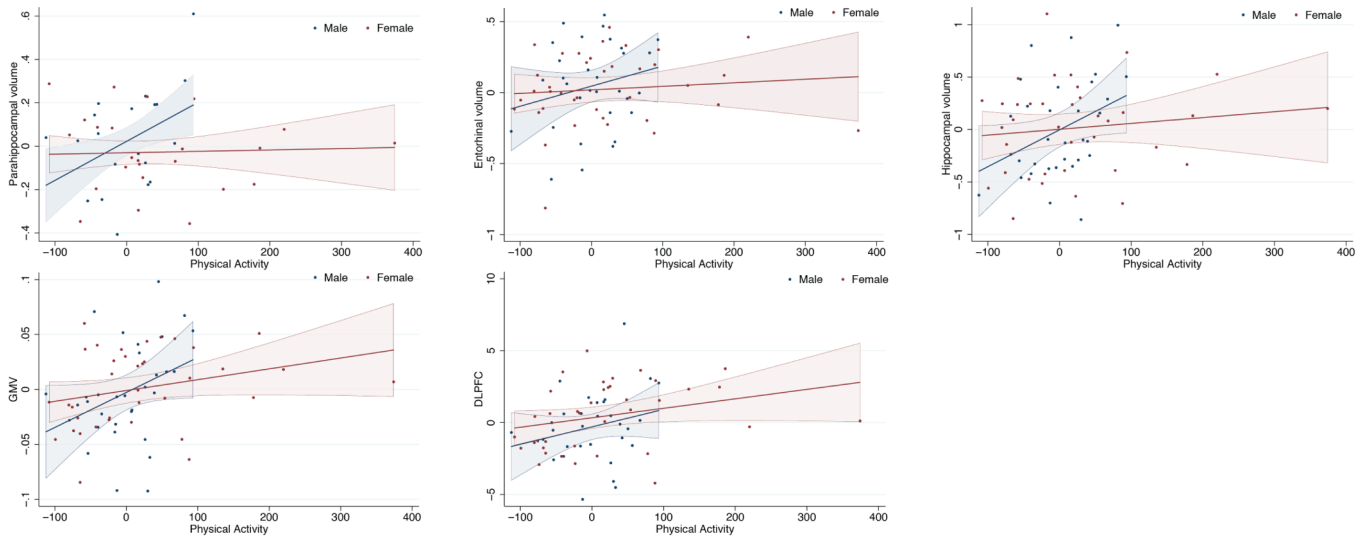 Male Female
Parahippocampal volume
.6
.4
.2
0
-.2
-.4
-100 0 100 200 300 400
Physical Activity
Male Female
Entorhinal volume
.5
0
-.5
-1
-100 0 100 200 300 400
Physical Activity
Male Female
Hippocampal volume
1
.5
0
-.5
-1
-100 0 100 200 300 400
Physical Activity
Male Female
GMV
.1
.05
0
-.05
-.1
-100 0 100 200 300 400
Physical Activity
Male Female
DLPFC
10
5
0
-5
-100 0 100 200 300 400
Physical Activity